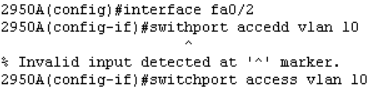 2950A(config)#interface fa0/2
2950A(config-if)#swithport accedd vlan 10
^
% Invalid input detected at '^' marker.
2950A(config-if)#switchport access vlan 10